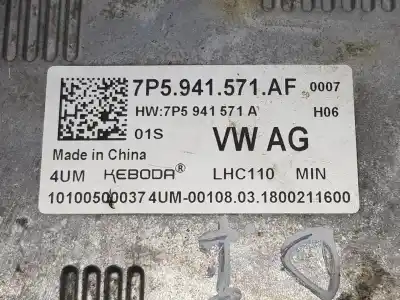 7P5.941.571.AF 0007
HW:7P5 941 571 A H06
01S VW AG
Made in China
4UM KEBODA® LHC110 MIN
10100500037 4UM-00108.03.1800211600
10